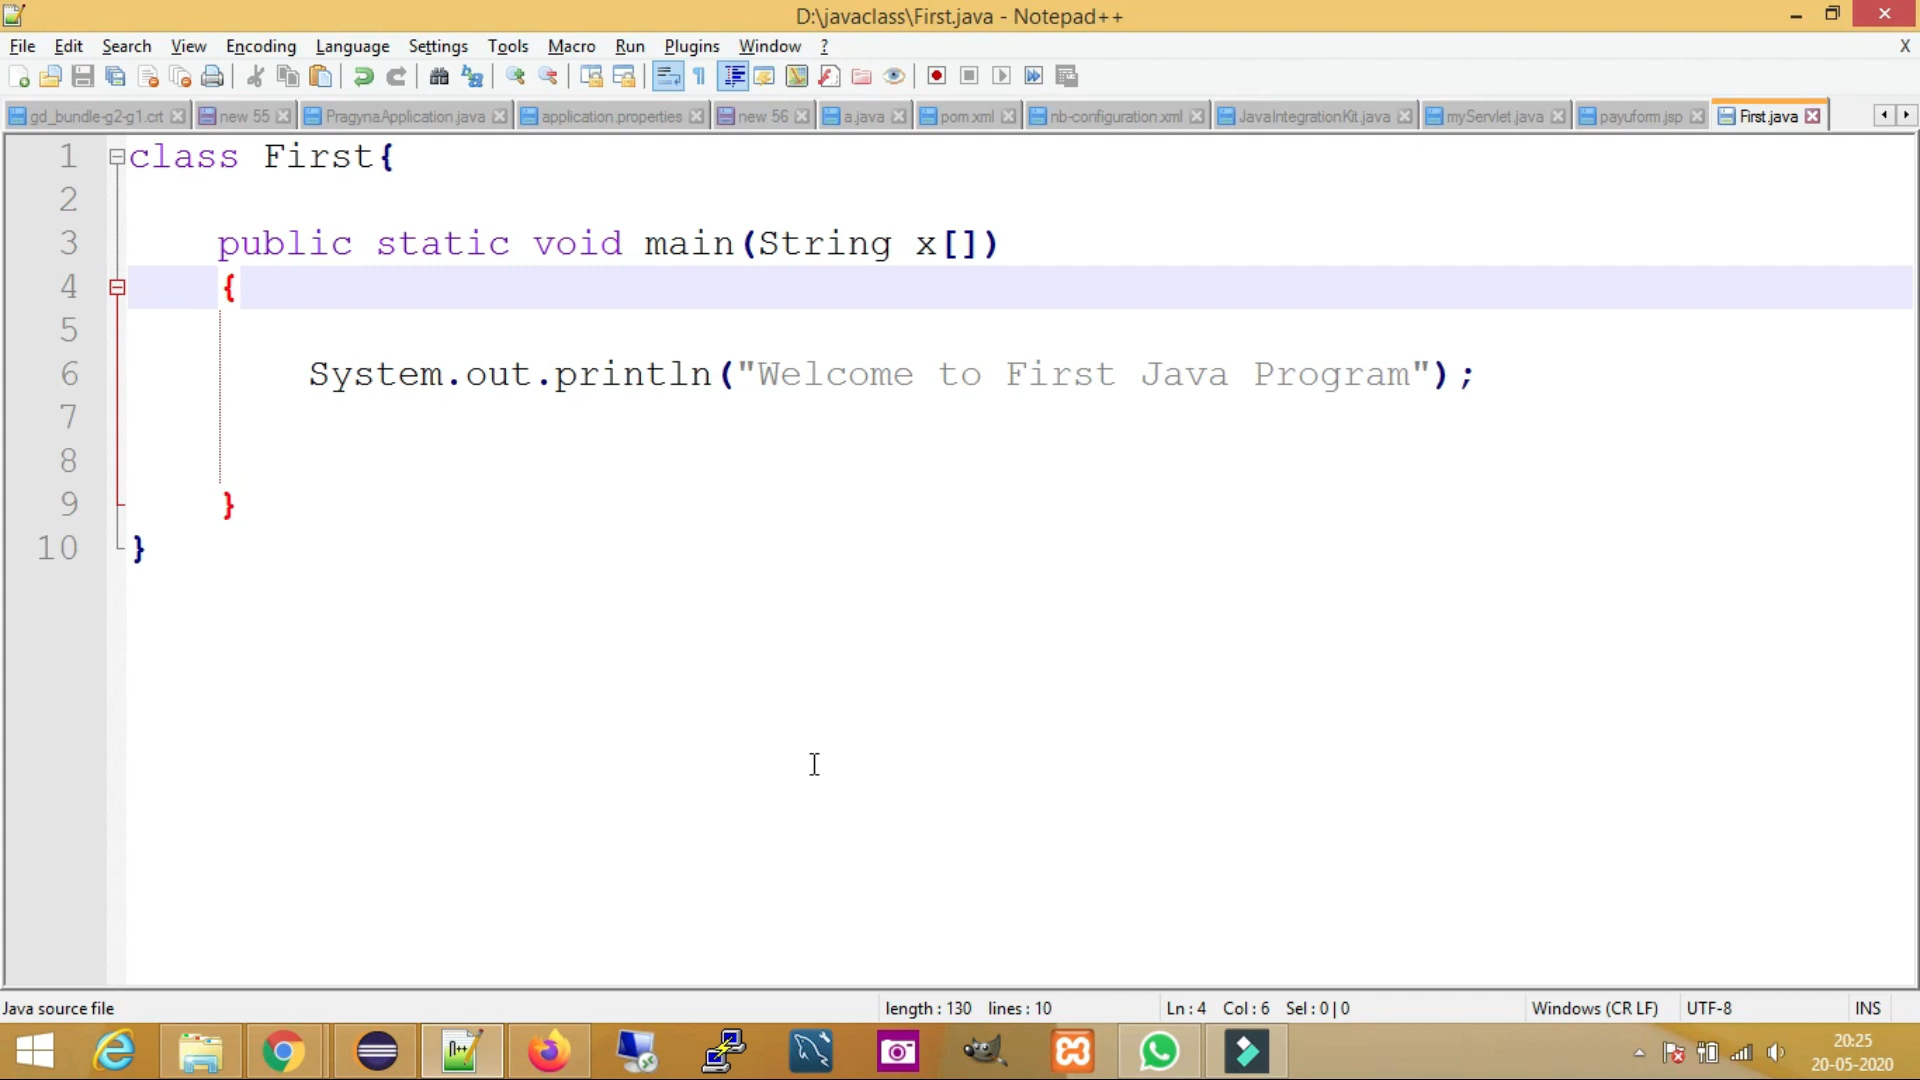 D:\javaclass\First.java - Notepad++
File Edit Search View Encoding Language Settings Tools Macro Run Plugins Window ? X
gd_bundle-g2-g1.crt new 55 PragynaApplication.java application.properties new 56 a.java pom.xml nb-configuration.xml JavaIntegrationKit.java myServlet.java payuform.jsp First.java
1 class First{
2
3 public static void main(String x[])
4 {
5
6 System.out.println("Welcome to First Java Program");
7
8
9 }
10 }
Java source file length : 130 lines : 10 Ln : 4 Col : 6 Sel : 0 | 0 Windows (CR LF) UTF-8 INS
20:25
20-05-2020